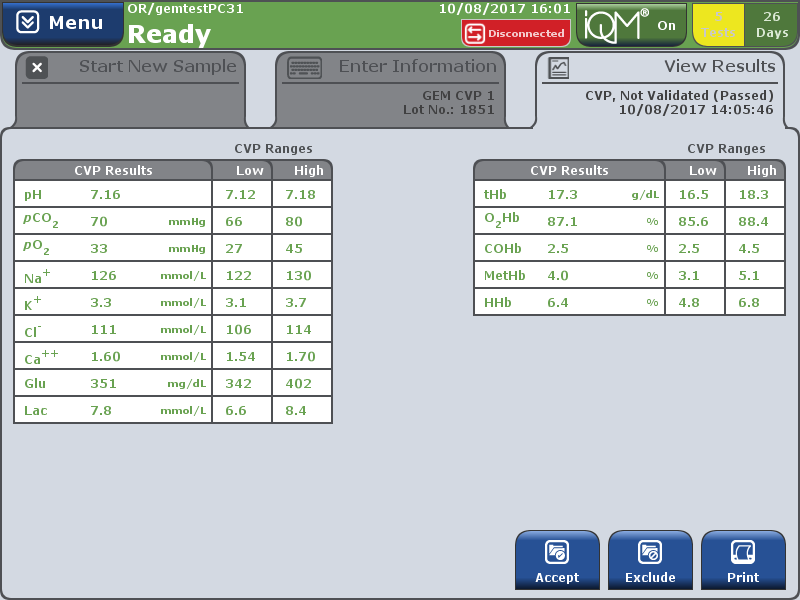 Menu
OR/gemtestPC31
Ready
10/08/2017 16:01
Disconnected
iQM® On
5 Tests
26 Days
Start New Sample
Enter Information
GEM CVP 1
Lot No.: 1851
View Results
CVP, Not Validated (Passed)
10/08/2017 14:05:46
CVP Ranges
CVP Results Low High
pH 7.16 7.12 7.18
pCO2 70 mmHg 66 80
pO2 33 mmHg 27 45
Na+ 126 mmol/L 122 130
K+ 3.3 mmol/L 3.1 3.7
Cl- 111 mmol/L 106 114
Ca++ 1.60 mmol/L 1.54 1.70
Glu 351 mg/dL 342 402
Lac 7.8 mmol/L 6.6 8.4
CVP Ranges
CVP Results Low High
tHb 17.3 g/dL 16.5 18.3
O2Hb 87.1 % 85.6 88.4
COHb 2.5 % 2.5 4.5
MetHb 4.0 % 3.1 5.1
HHb 6.4 % 4.8 6.8
Accept
Exclude
Print